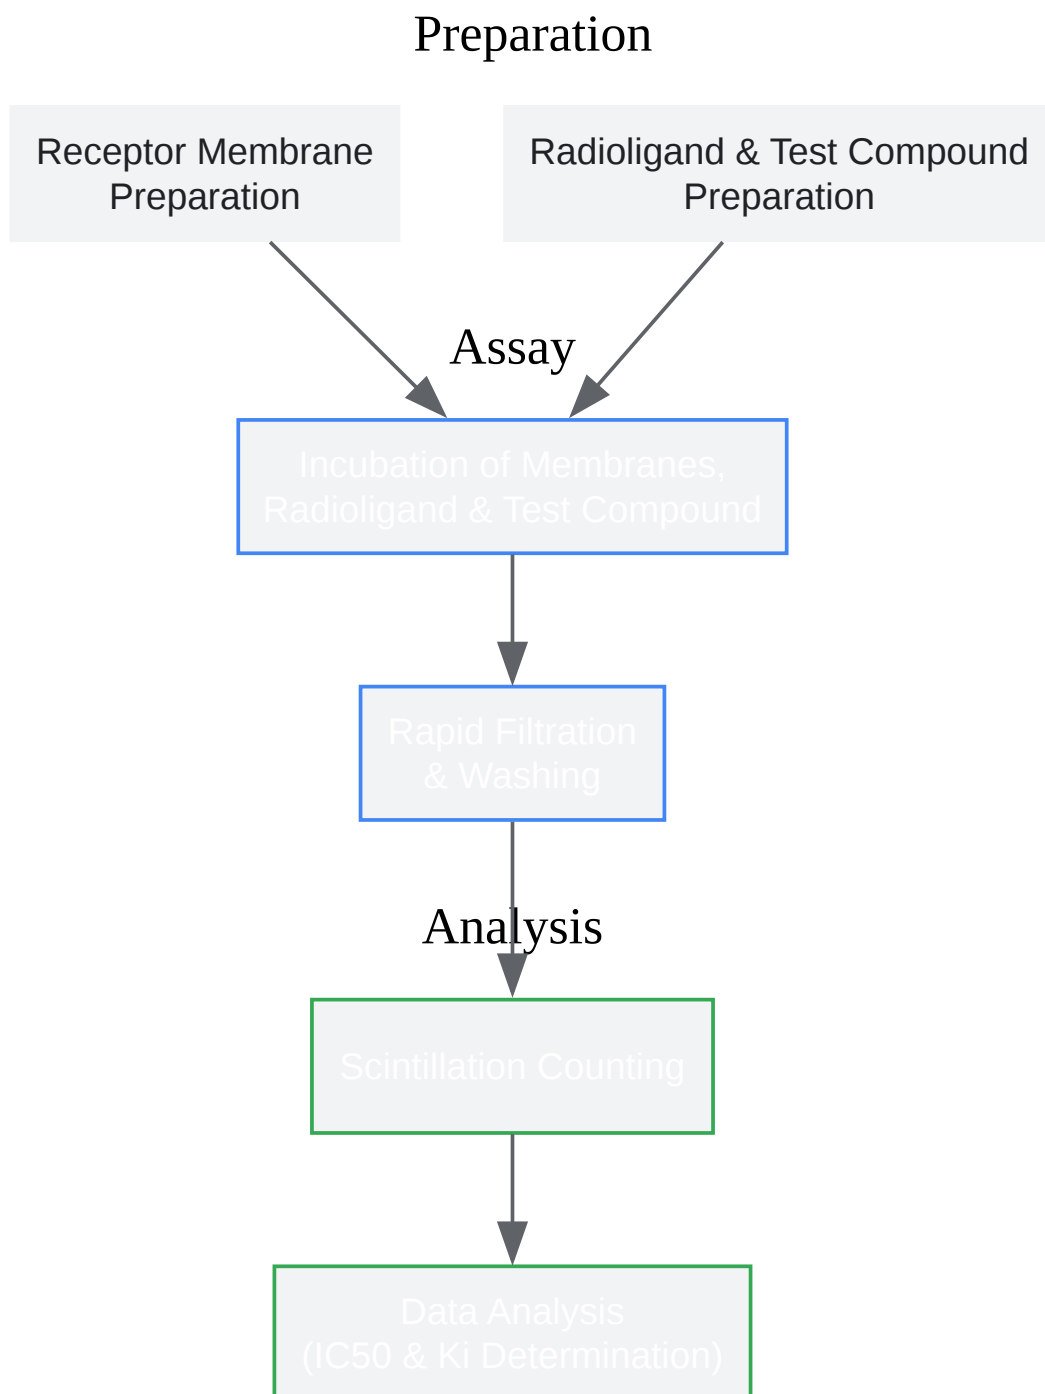 Preparation
Receptor Membrane
Preparation
Radioligand & Test Compound
Preparation
Assay
Incubation of Membranes,
Radioligand & Test Compound
Rapid Filtration
& Washing
Analysis
Scintillation Counting
Data Analysis
(IC50 & Ki Determination)